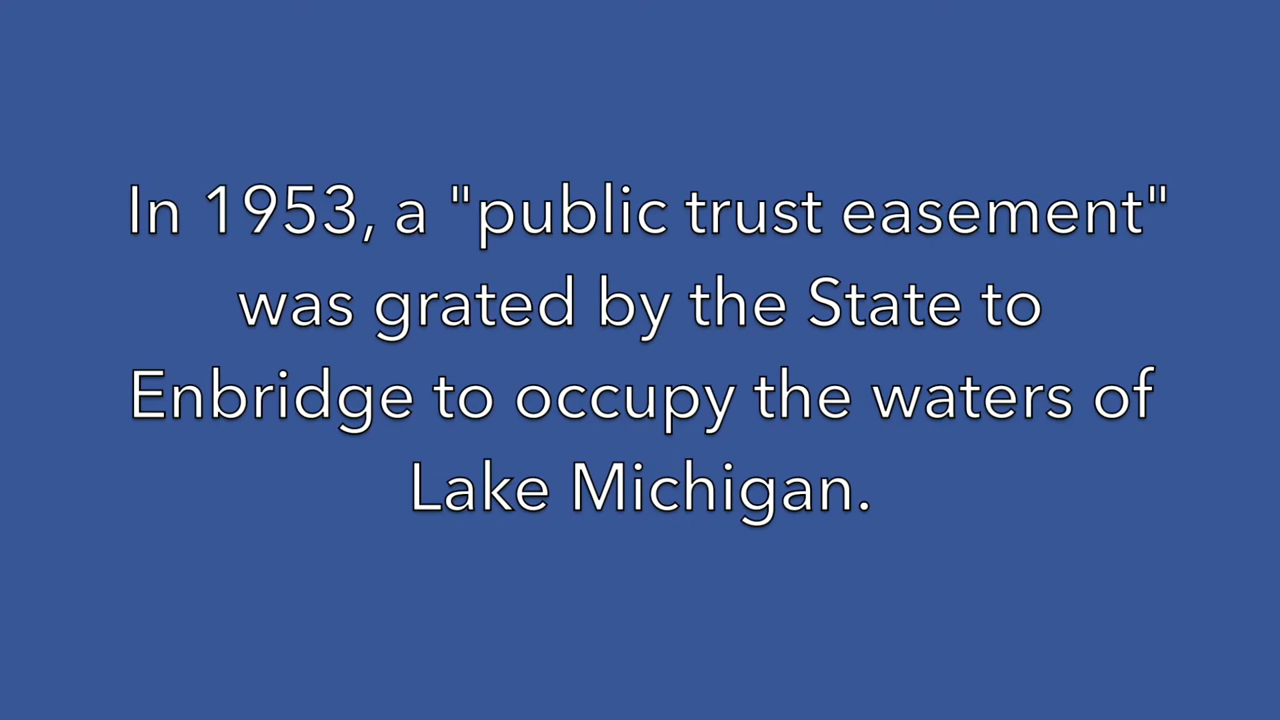 In 1953, a "public trust easement"
was grated by the State to
Enbridge to occupy the waters of
Lake Michigan.